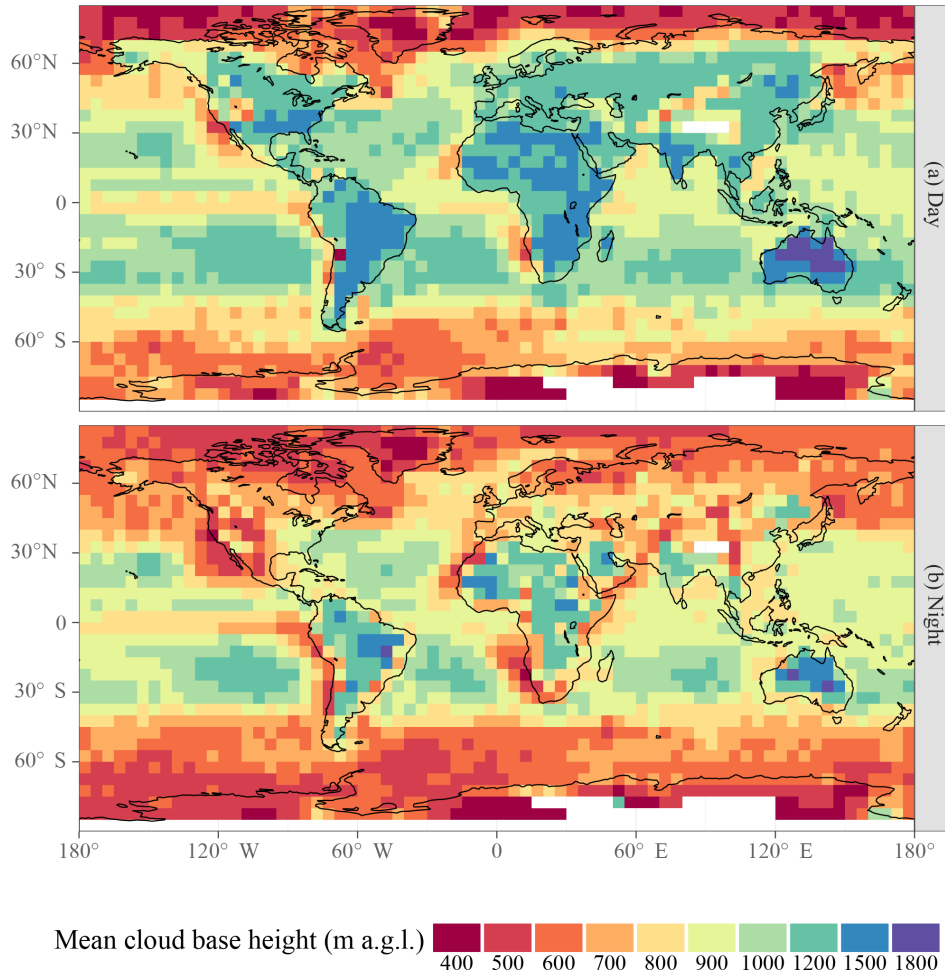 60°N
30°N
0
30° S
60° S
(a) Day
60°N
30°N
0
30° S
60° S
(b) Night
180° 120° W 60° W 0 60° E 120° E 180°
Mean cloud base height (m a.g.l.)
400 500 600 700 800 900 1000 1200 1500 1800